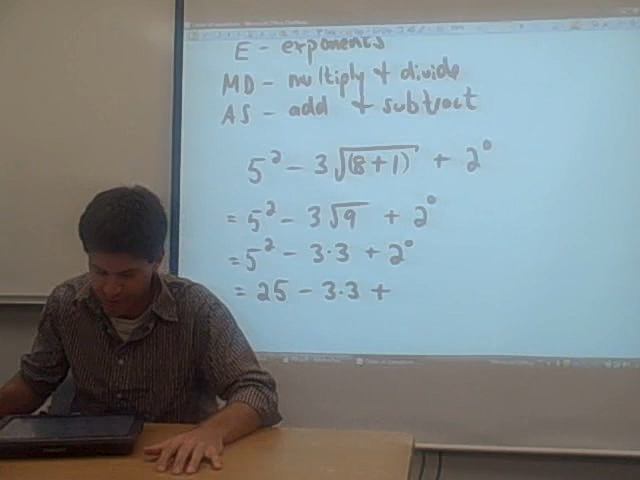 E - exponents
MD - multiply + divide
AS - add + subtract
5² - 3√(8+1) + 2⁰
= 5² - 3√9 + 2⁰
= 5² - 3·3 + 2⁰
= 25 - 3·3 +